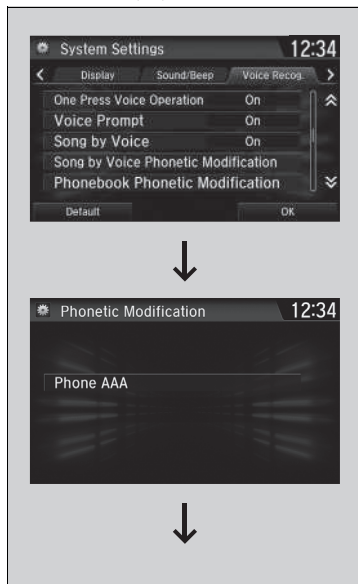 System Settings 12:34
Display Sound/Beep Voice Recog.
One Press Voice Operation On
Voice Prompt On
Song by Voice On
Song by Voice Phonetic Modification
Phonebook Phonetic Modification
Default OK
Phonetic Modification 12:34
Phone AAA